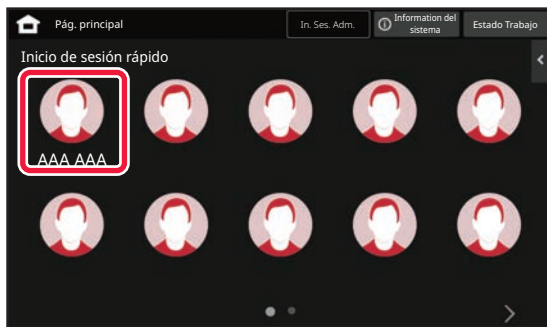 Pág. principal
In. Ses. Adm.
Information del
sistema
Estado Trabajo
Inicio de sesión rápido
AAA AAA